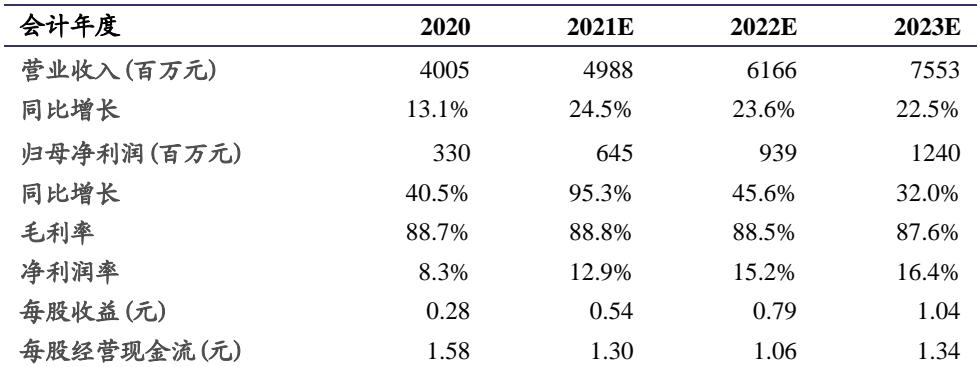 会计年度 2020 2021E 2022E 2023E
营业收入(百万元) 4005 4988 6166 7553
同比增长 13.1% 24.5% 23.6% 22.5%
归母净利润(百万元) 330 645 939 1240
同比增长 40.5% 95.3% 45.6% 32.0%
毛利率 88.7% 88.8% 88.5% 87.6%
净利润率 8.3% 12.9% 15.2% 16.4%
每股收益(元) 0.28 0.54 0.79 1.04
每股经营现金流(元) 1.58 1.30 1.06 1.34